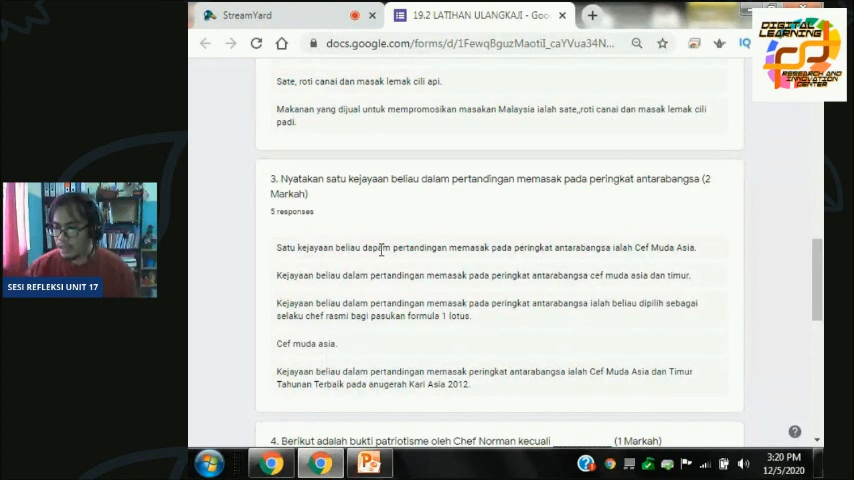 StreamYard
19.2 LATIHAN ULANGKAJI - Goo
docs.google.com/forms/d/1FewqBguzMaotiI_caYVua34N...
IQ
DIGITAL
LEARNING
RESEARCH AND
INNOVATION
CENTER
Sate, roti canai dan masak lemak cili api.
Makanan yang dijual untuk mempromosikan masakan Malaysia ialah sate,,roti canai dan masak lemak cili
padi.
3. Nyatakan satu kejayaan beliau dalam pertandingan memasak pada peringkat antarabangsa (2
Markah)
5 responses
Satu kejayaan beliau dapam pertandingan memasak pada peringkat antarabangsa ialah Cef Muda Asia.
Kejayaan beliau dalam pertandingan memasak pada peringkat antarabangsa cef muda asia dan timur.
Kejayaan beliau dalam pertandingan memasak pada peringkat antarabangsa ialah beliau dipilih sebagai
selaku chef rasmi bagi pasukan formula 1 lotus.
Cef muda asia.
Kejayaan beliau dalam pertandingan memasak peringkat antarabangsa ialah Cef Muda Asia dan Timur
Tahunan Terbaik pada anugerah Kari Asia 2012.
4. Berikut adalah bukti patriotisme oleh Chef Norman kecuali ____________ (1 Markah)
SESI REFLEKSI UNIT 17
3:20 PM
12/5/2020